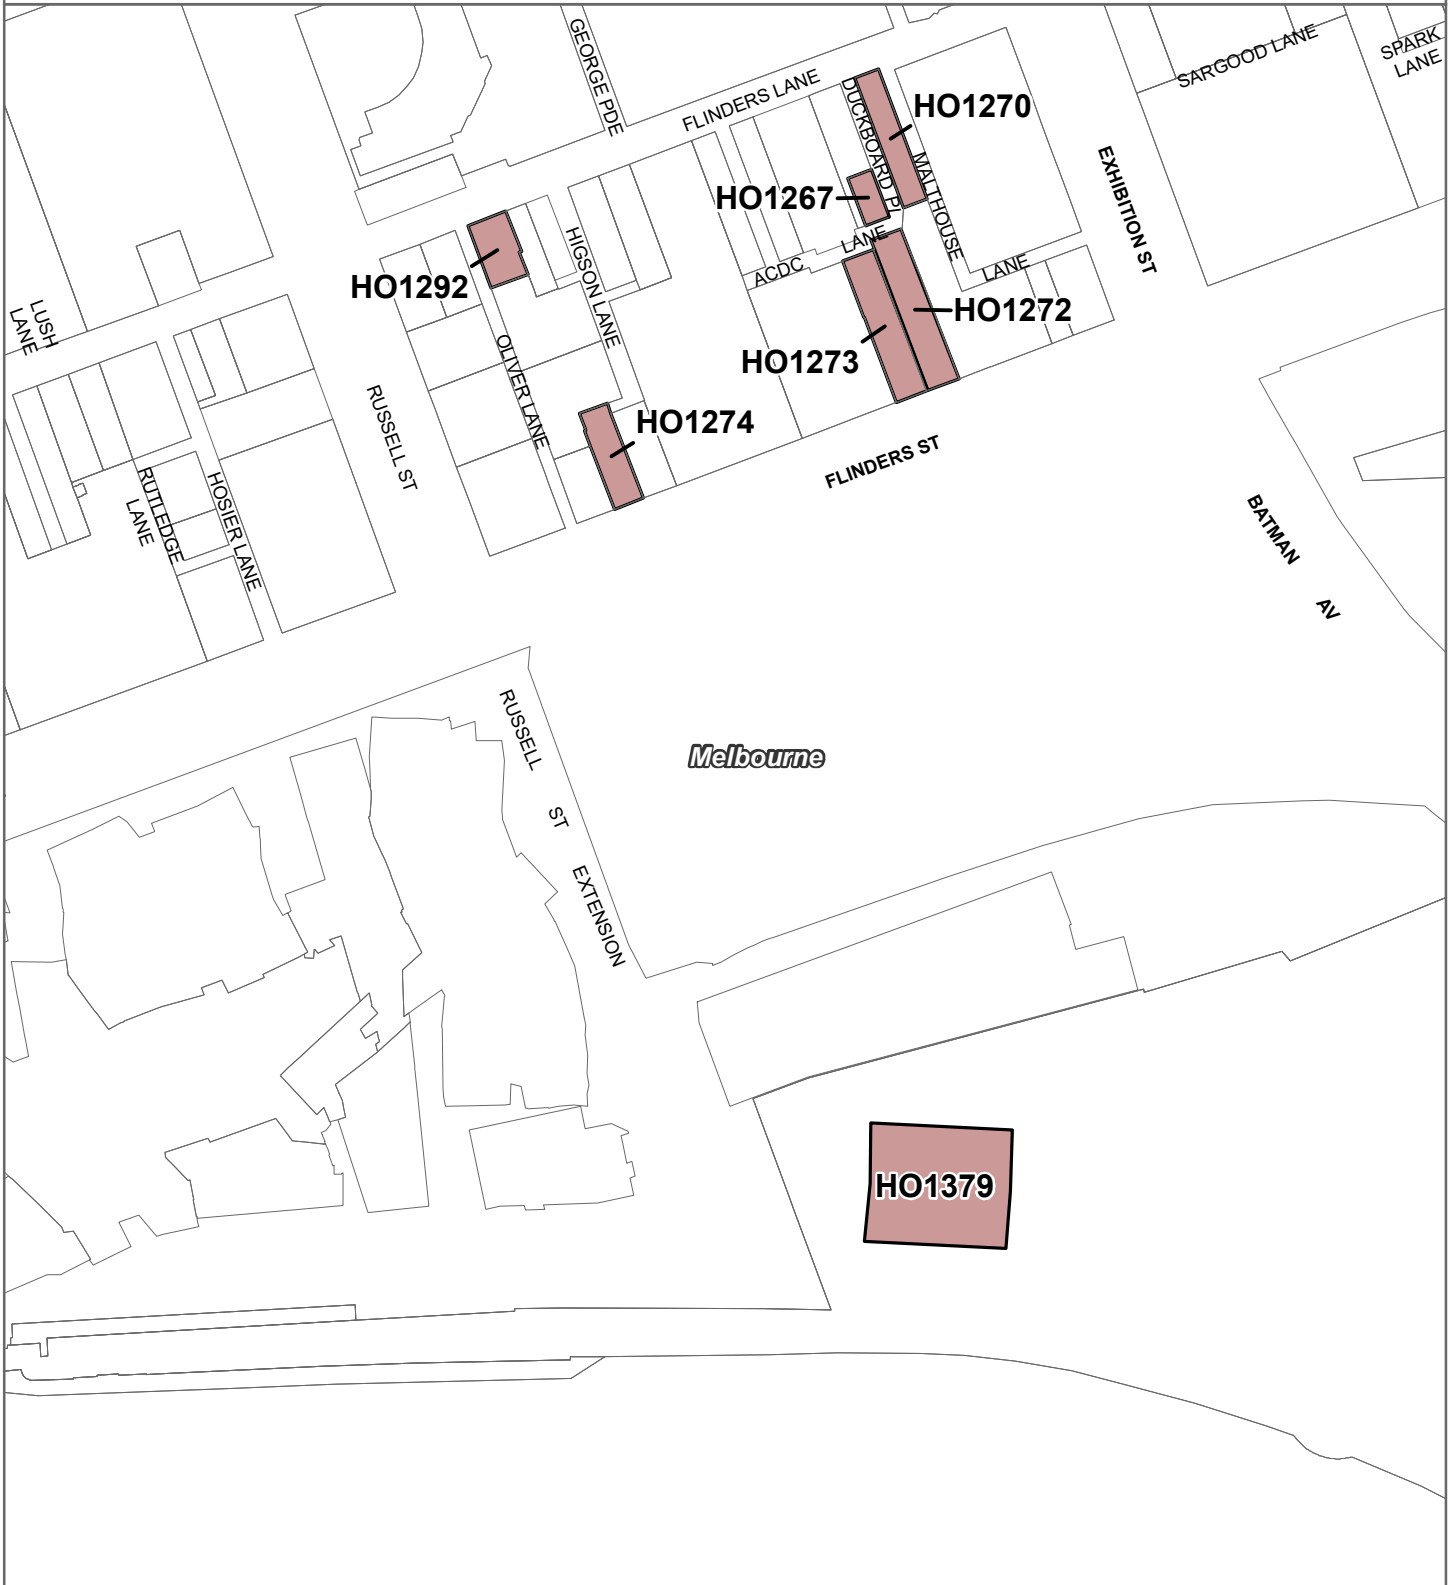 GEORGE PDE
FLINDERS LANE
SARGOOD LANE
SPARK
LANE
DUCKBOARD PL
HO1270
MALTHOUSE
LANE
EXHIBITION ST
HO1267
ACDC
LANE
HO1292
HIGSON LANE
HO1272
HO1273
LUSH
LANE
OLIVER LANE
RUSSELL ST
HO1274
FLINDERS ST
RUTLEDGE
LANE
HOSIER LANE
BATMAN
AV
RUSSELL
ST
EXTENSION
Melbourne
HO1379